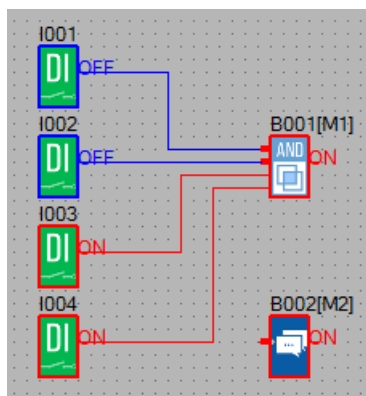 I001
DI OFF
I002
DI OFF
B001[M1]
AND ON
I003
DI ON
I004
DI ON
B002[M2]
ON